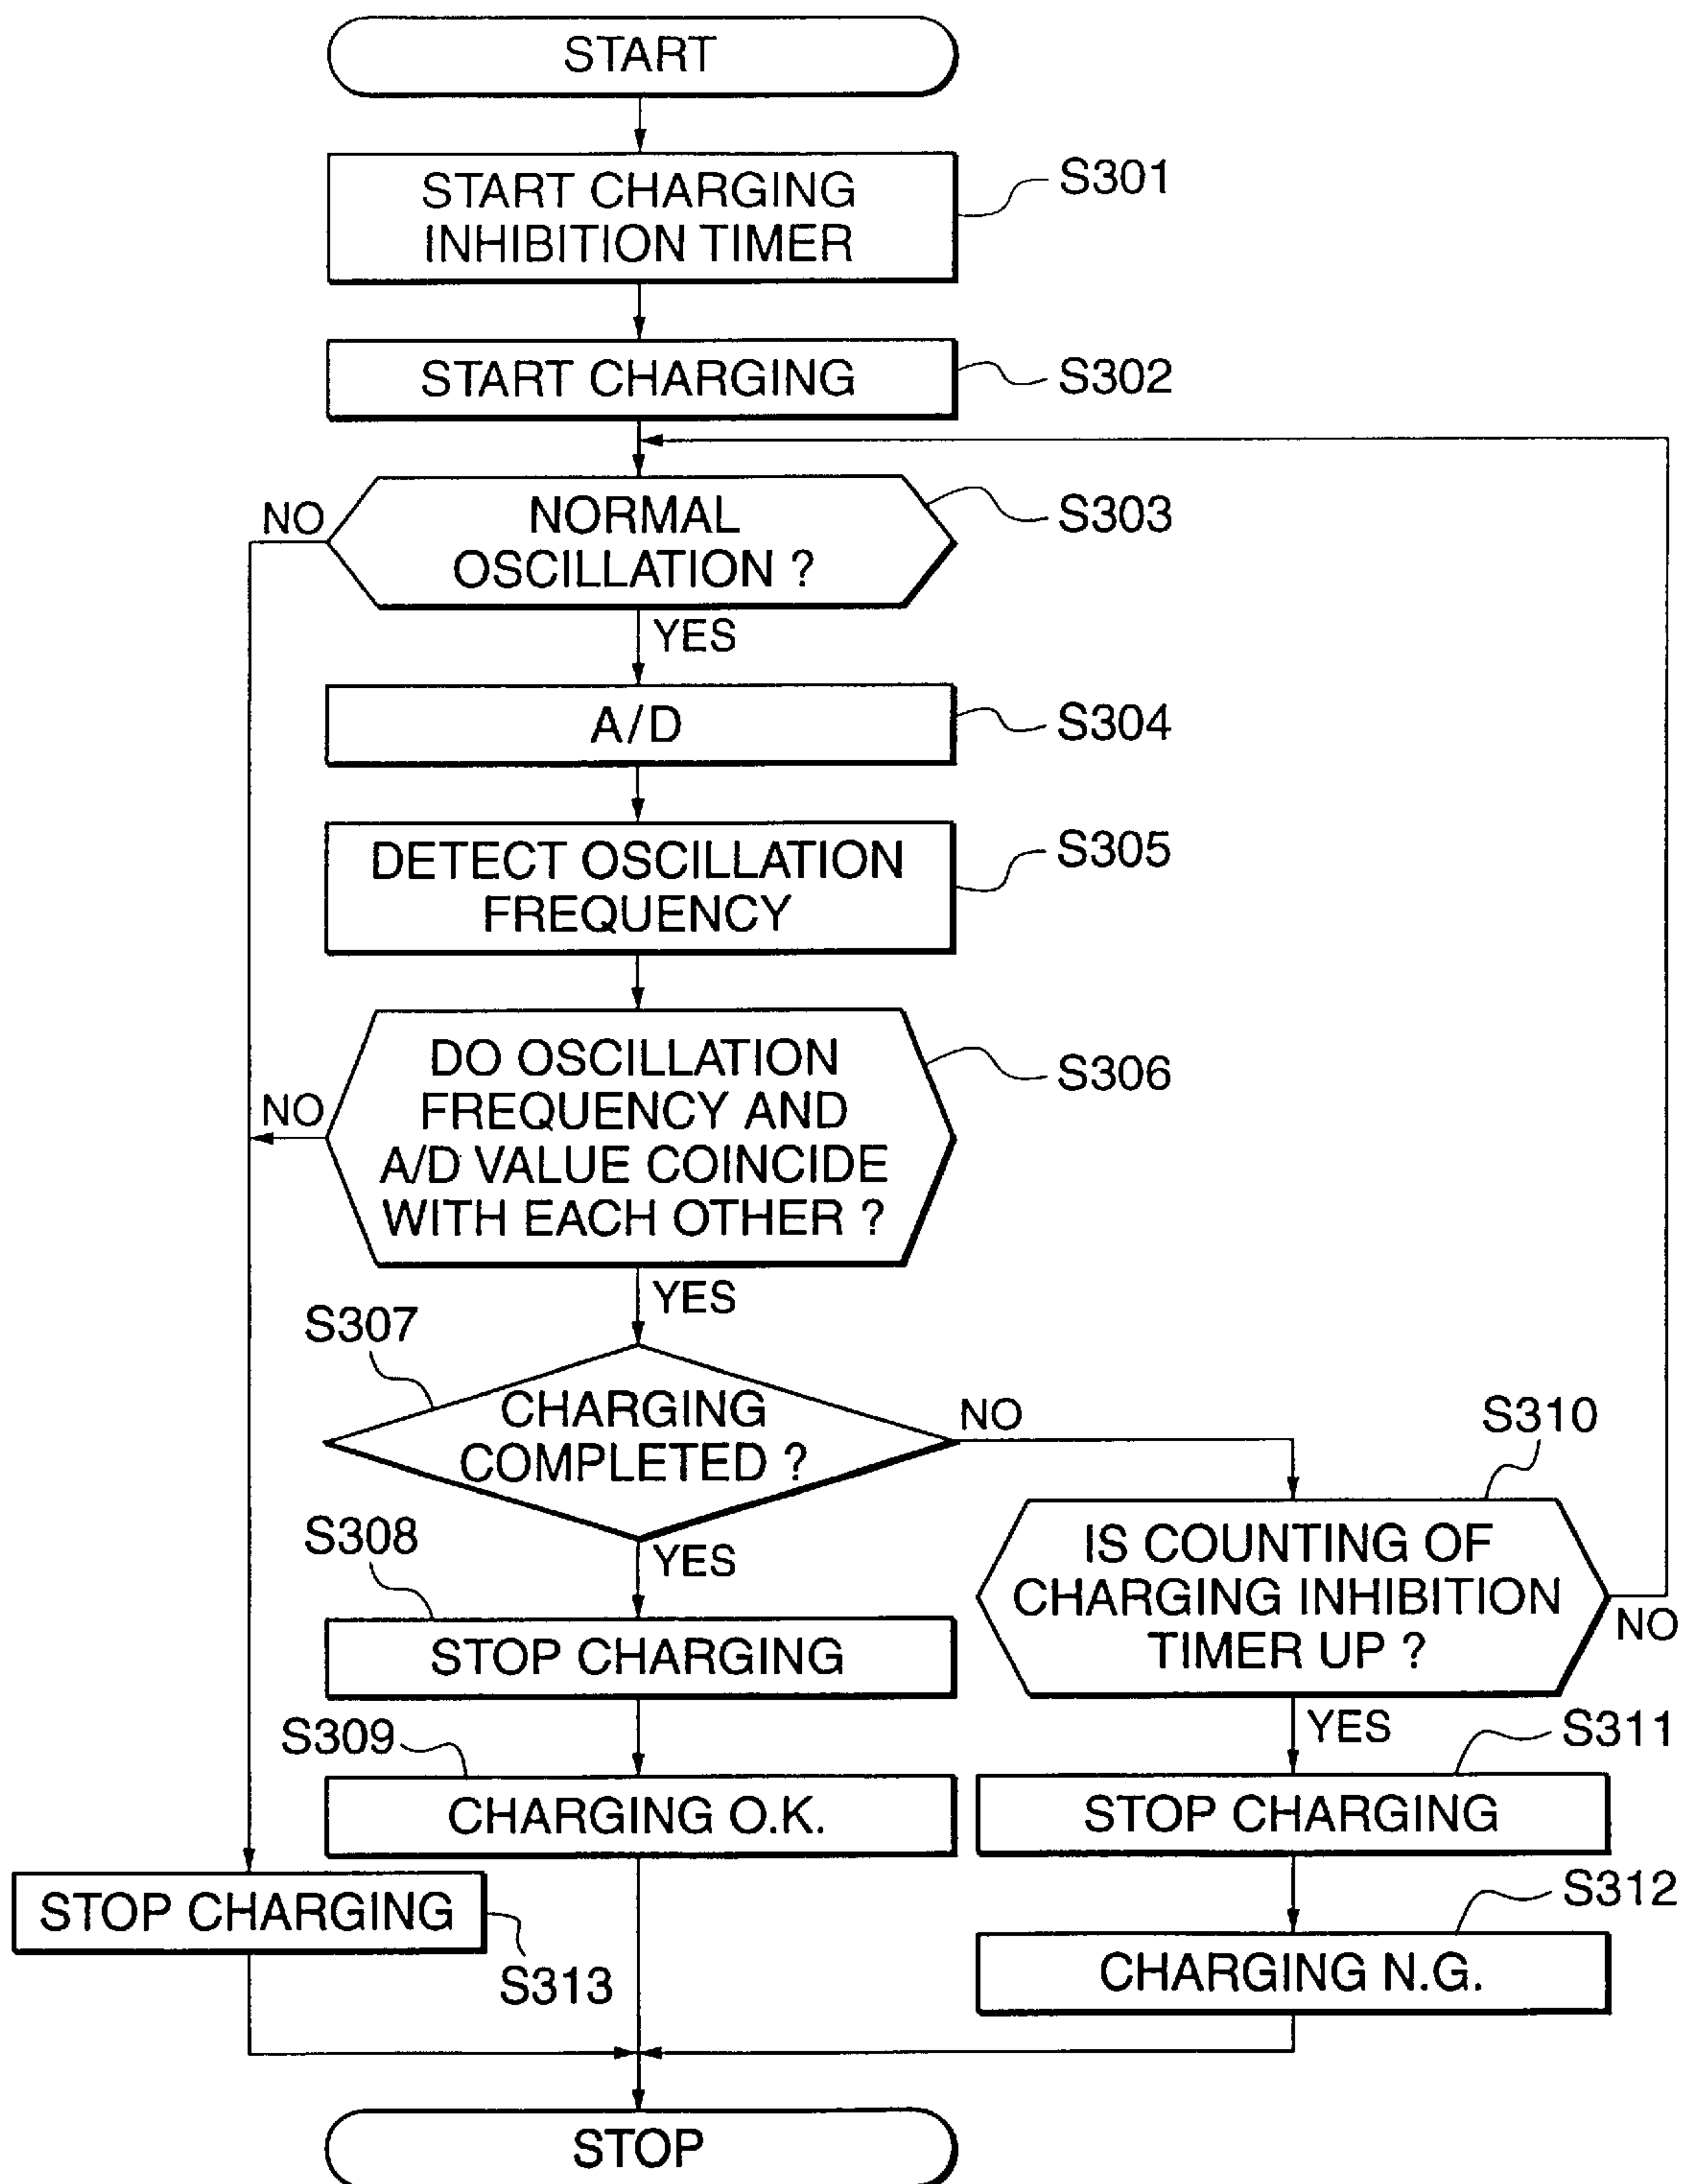 START
START CHARGING
INHIBITION TIMER
S301
START CHARGING
S302
NORMAL
OSCILLATION ?
S303
NO
YES
A/D
S304
DETECT OSCILLATION
FREQUENCY
S305
DO OSCILLATION
FREQUENCY AND
A/D VALUE COINCIDE
WITH EACH OTHER ?
S306
NO
YES
S307
CHARGING
COMPLETED ?
NO
YES
S310
IS COUNTING OF
CHARGING INHIBITION
TIMER UP ?
NO
YES
S308
STOP CHARGING
S309
CHARGING O.K.
S311
STOP CHARGING
S312
CHARGING N.G.
STOP CHARGING
S313
STOP